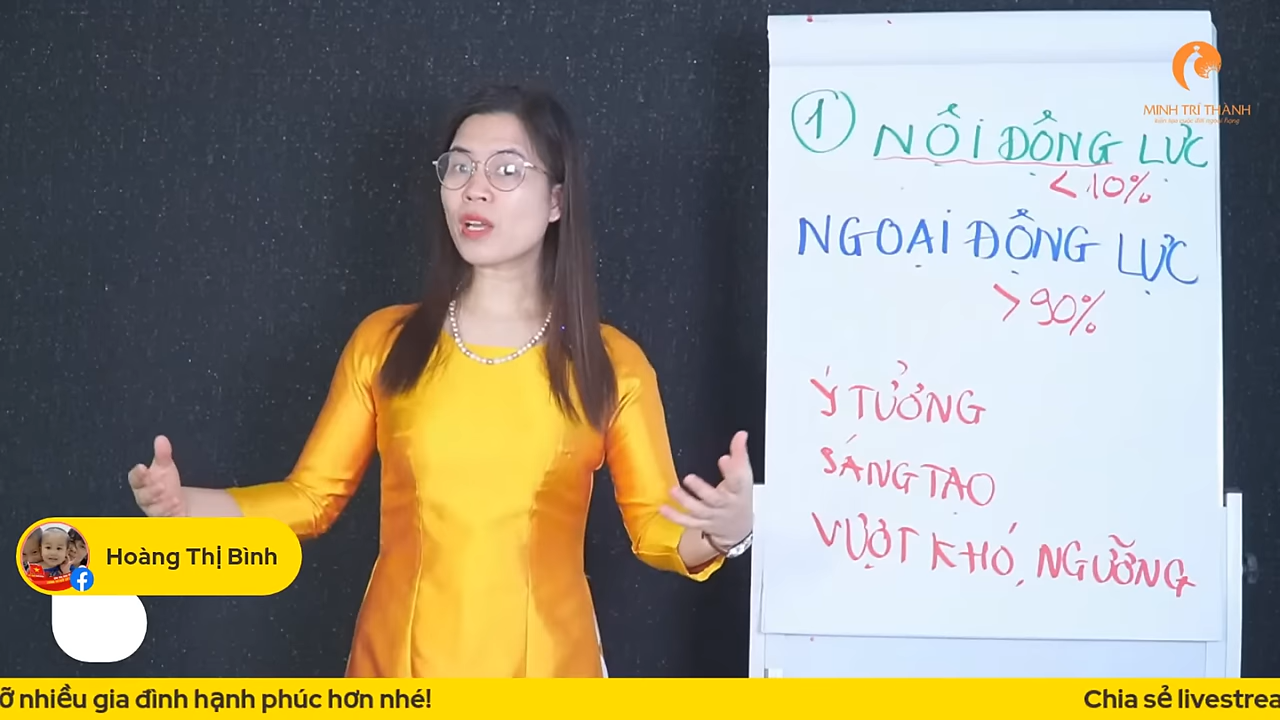 MINH TRÍ THÀNH
①
NỘI ĐỘNG LỰC
< 10%
NGOẠI ĐỘNG LỰC
> 90%
Ý TƯỞNG
SÁNG TẠO
VƯỢT KHÓ, NGƯỠNG
Hoàng Thị Bình
ỡ nhiều gia đình hạnh phúc hơn nhé!
Chia sẻ livestrea